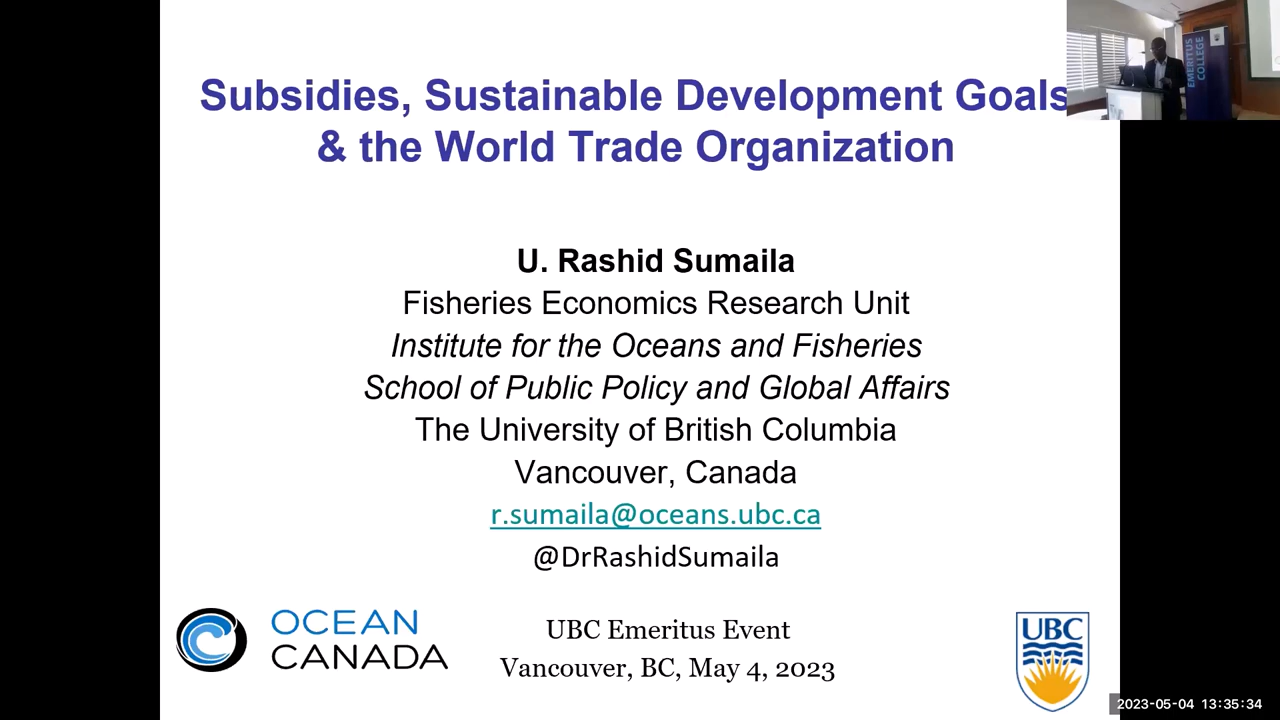 Subsidies, Sustainable Development Goals
& the World Trade Organization
U. Rashid Sumaila
Fisheries Economics Research Unit
Institute for the Oceans and Fisheries
School of Public Policy and Global Affairs
The University of British Columbia
Vancouver, Canada
r.sumaila@oceans.ubc.ca
@DrRashidSumaila
OCEAN
CANADA
UBC Emeritus Event
Vancouver, BC, May 4, 2023
UBC
EMERITUS
COLLEGE
2023-05-04 13:35:34